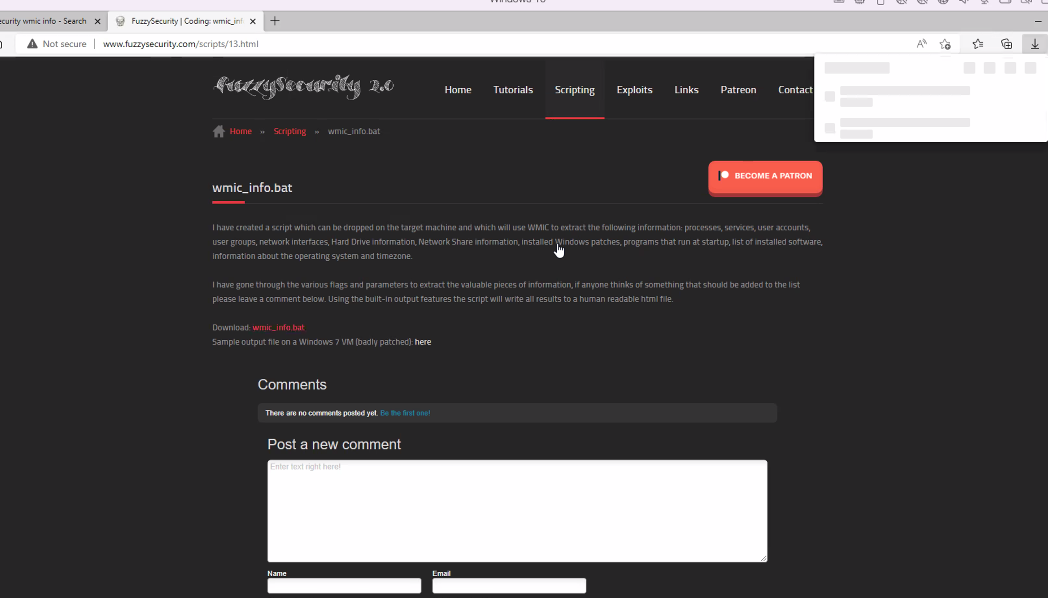 Windows 10
ecurity wmic info - Search
FuzzySecurity | Coding: wmic_inf
Not secure
www.fuzzysecurity.com/scripts/13.html
FuzzySecurity 2.0
Home Tutorials Scripting Exploits Links Patreon Contact
Home » Scripting » wmic_info.bat
BECOME A PATRON
wmic_info.bat
I have created a script which can be dropped on the target machine and which will use WMIC to extract the following information: processes, services, user accounts,
user groups, network interfaces, Hard Drive information, Network Share information, installed Windows patches, programs that run at startup, list of installed software,
information about the operating system and timezone.
I have gone through the various flags and parameters to extract the valuable pieces of information, if anyone thinks of something that should be added to the list
please leave a comment below. Using the built-in output features the script will write all results to a human readable html file.
Download: wmic_info.bat
Sample output file on a Windows 7 VM (badly patched): here
Comments
There are no comments posted yet. Be the first one!
Post a new comment
Enter text right here!
Name Email